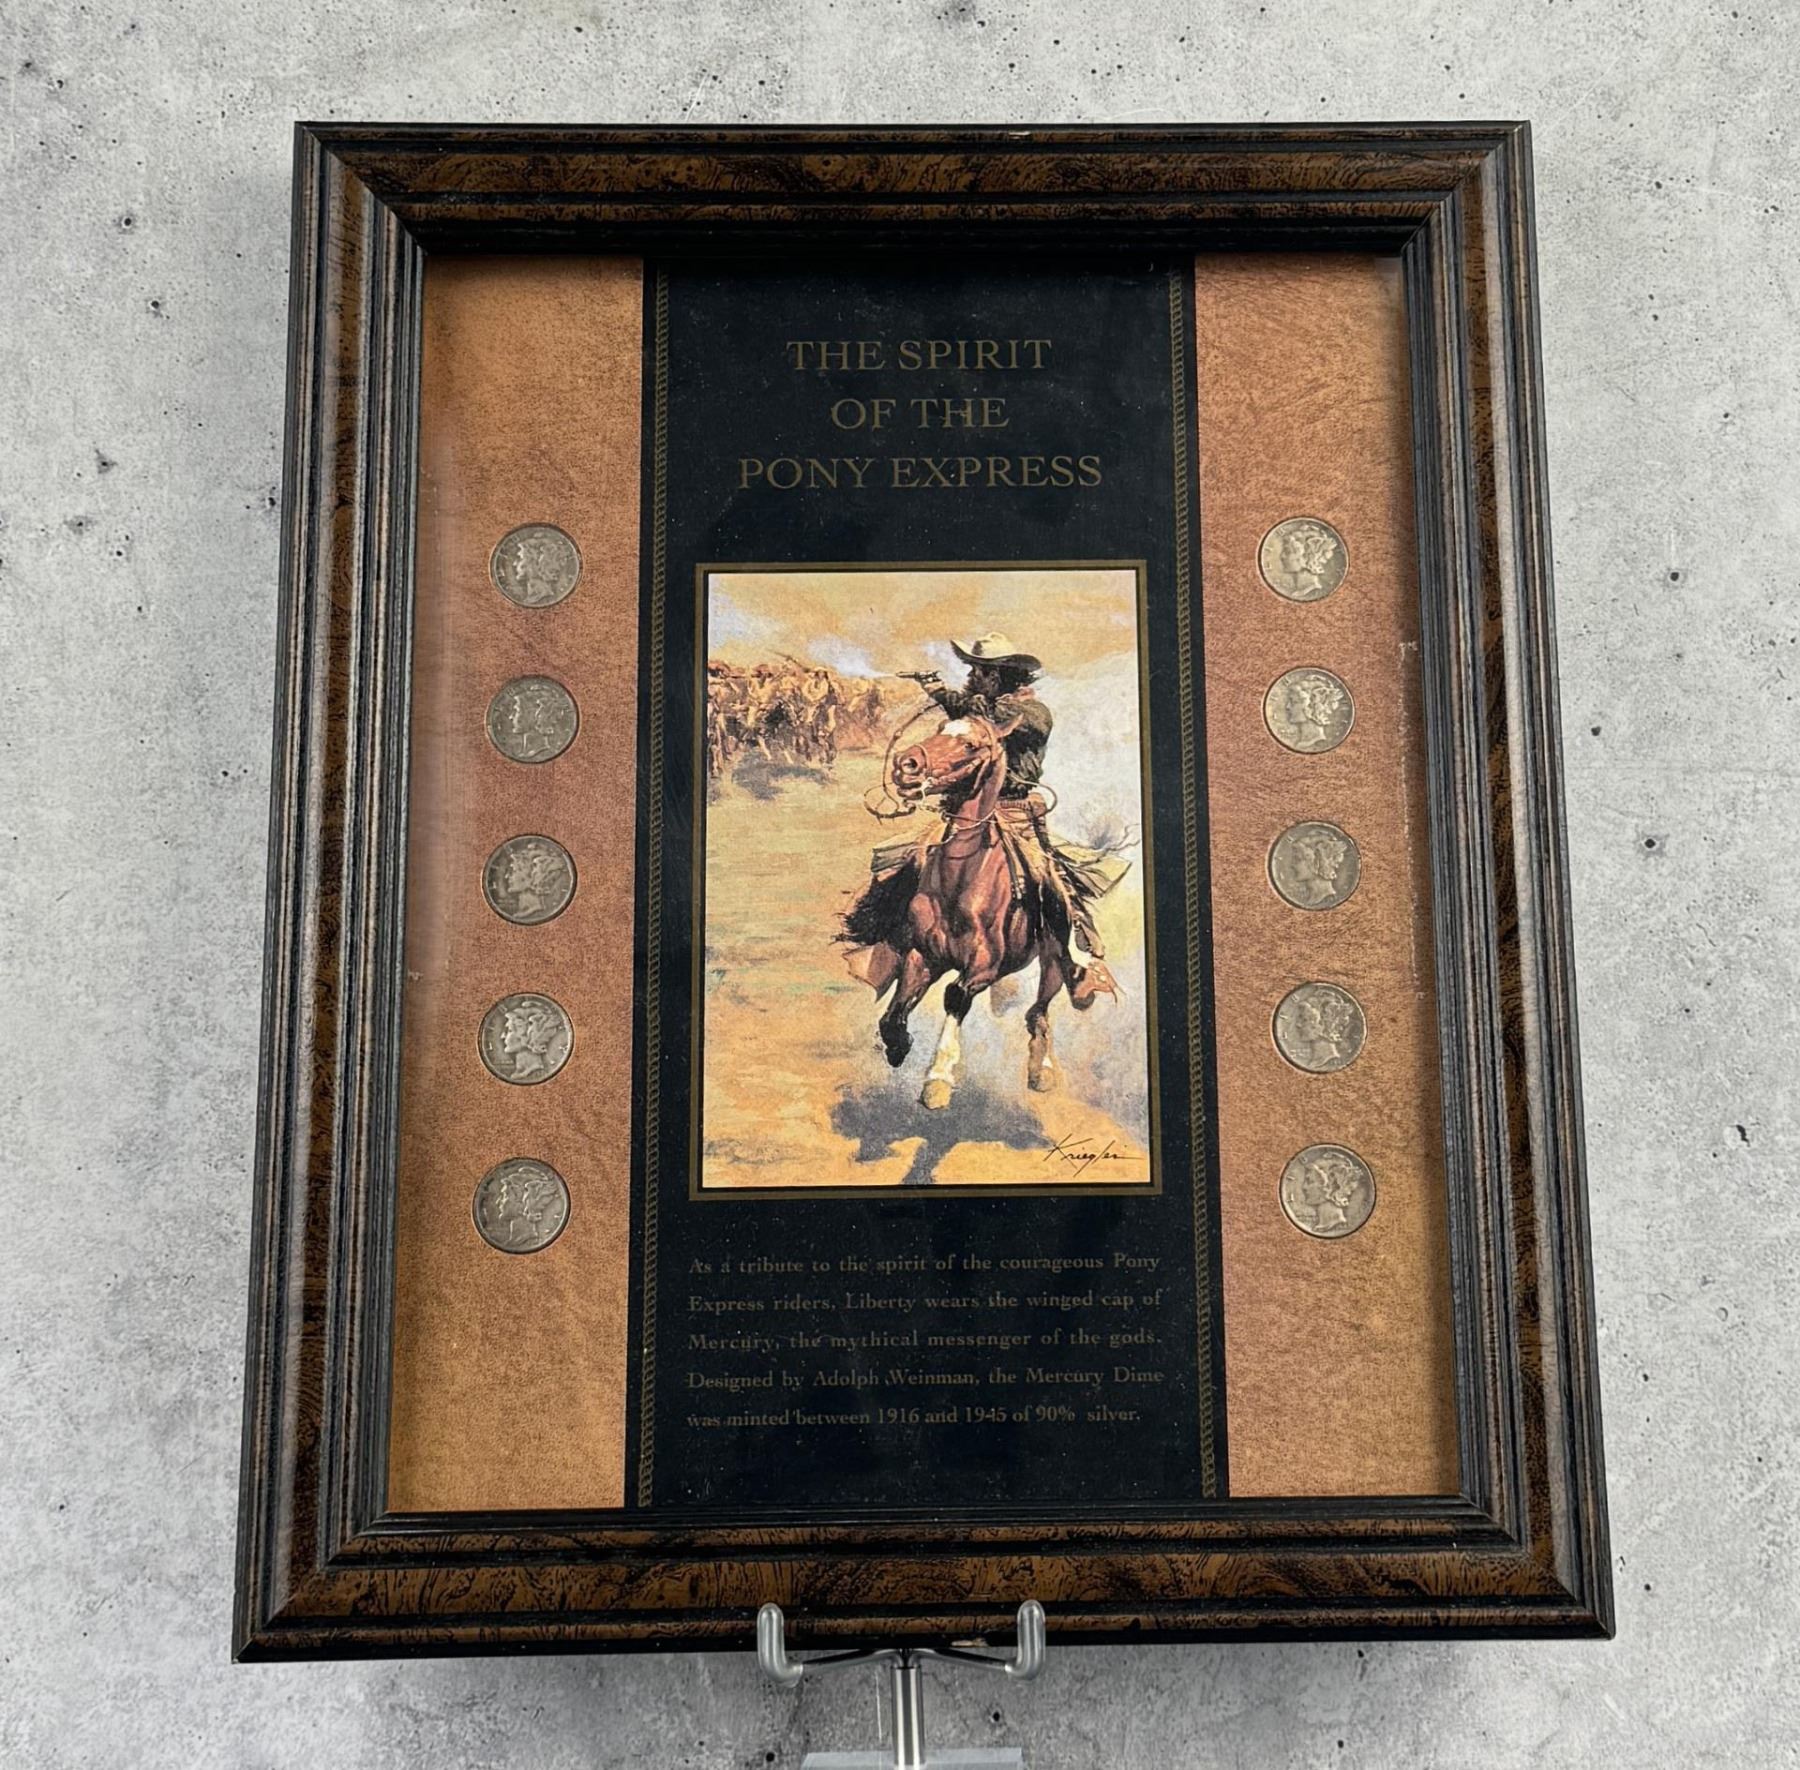 THE SPIRIT
OF THE
PONY EXPRESS
Kriegler
As a tribute to the spirit of the courageous Pony
Express riders, Liberty wears the winged cap of
Mercury, the mythical messenger of the gods.
Designed by Adolph Weinman, the Mercury Dime
was minted between 1916 and 1945 of 90% silver.